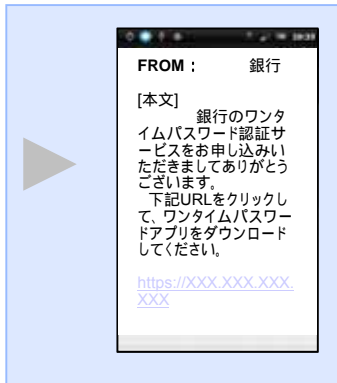 FROM： 銀行
[本文]
銀行のワンタ
イムパスワード認証サ
ービスをお申し込みい
ただきましてありがとう
ございます。
下記URLをクリックし
て、ワンタイムパスワー
ドアプリをダウンロード
してください。
https://XXX.XXX.XXX.
XXX